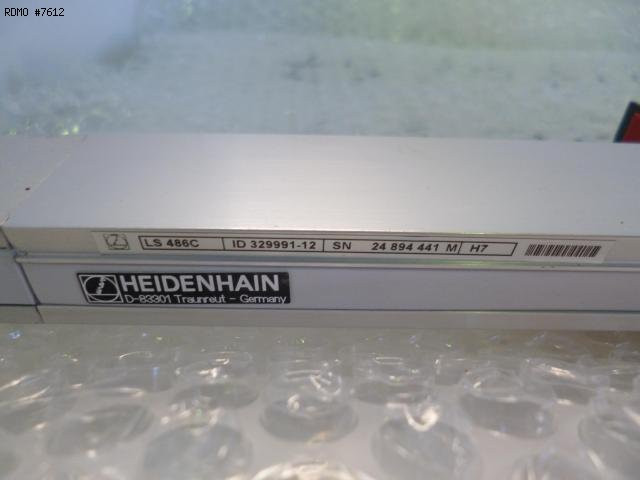 RDMO #7612
LS 486C ID 329991-12 SN 24 894 441 M H7
HEIDENHAIN
D-83301 Traunreut - Germany